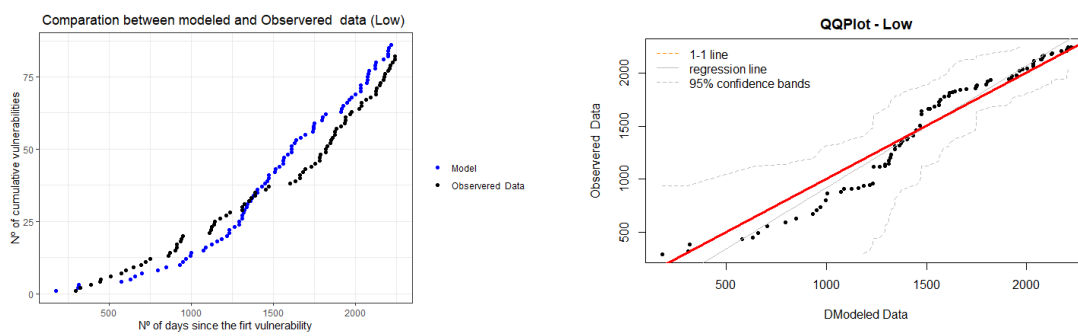 Comparation between modeled and Observered data (Low)
Nº of cumulative vulnerabilities
75
50
25
0
500
1000
1500
2000
Nº of days since the firt vulnerability
Model
Observered Data
QQPlot - Low
1-1 line
regression line
95% confidence bands
Observered Data
2000
1500
1000
500
500
1000
1500
2000
DModeled Data